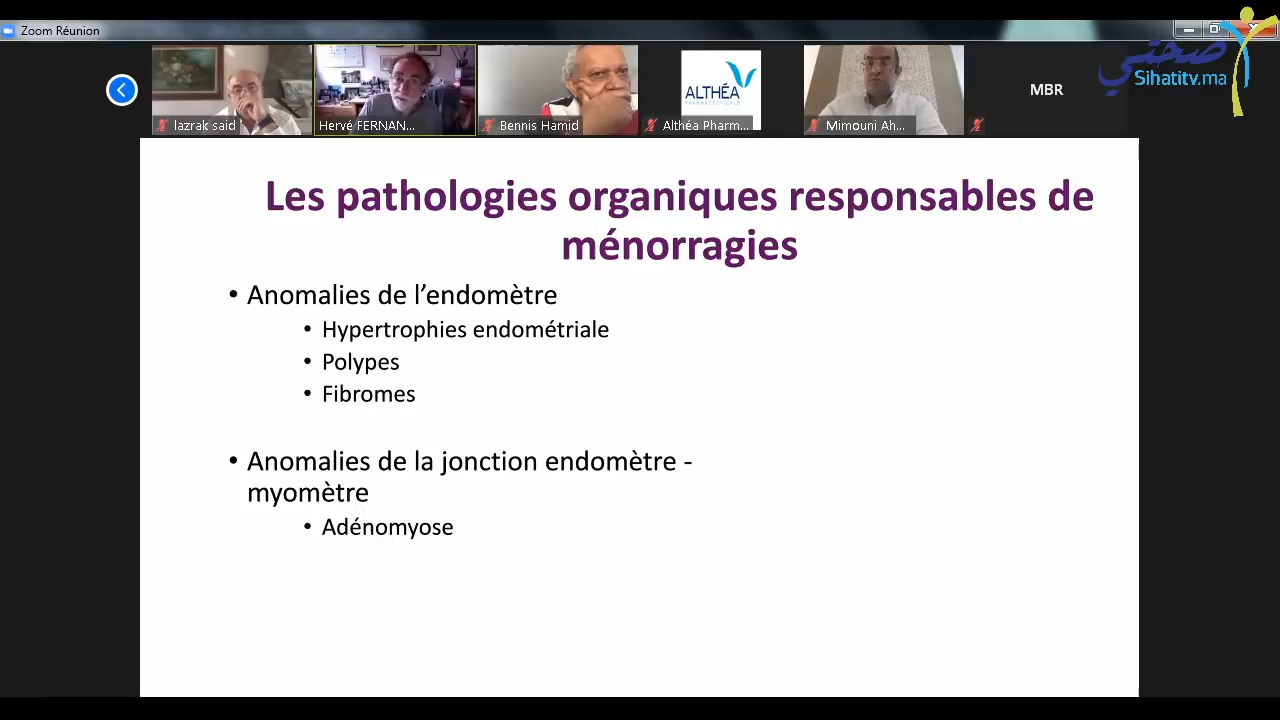 Zoom Réunion
صحتي
Sihatitv.ma
lazrak said
Hervé FERNAN...
Bennis Hamid
ALTHÉA
PHARMACEUTICALS
Althéa Pharm...
Mimouni Ah...
MBR
Les pathologies organiques responsables de
ménorragies
• Anomalies de l’endomètre
• Hypertrophies endométriale
• Polypes
• Fibromes
• Anomalies de la jonction endomètre -
myomètre
• Adénomyose